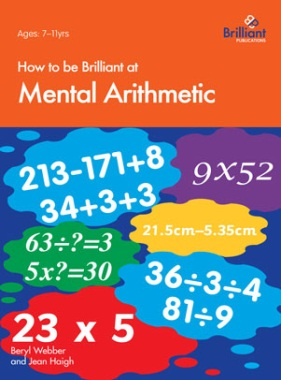 Ages: 7–11yrs
Brilliant
PUBLICATIONS
How to be Brilliant at
Mental Arithmetic
213-171+8
34+3+3
9x52
21.5cm–5.35cm
63÷?=3
5x?=30
36÷3÷4
81÷9
23 x 5
Beryl Webber
and Jean Haigh